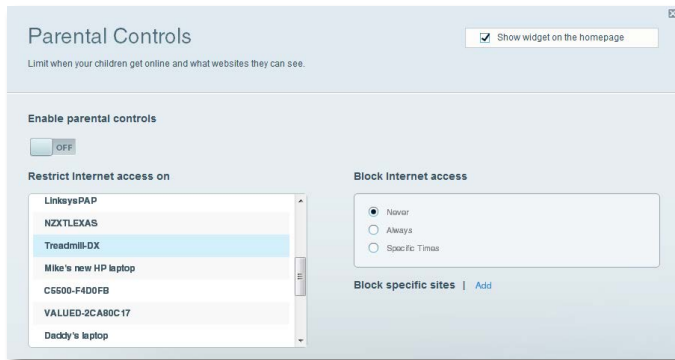 Parental Controls
Show widget on the homepage
Limit when your children get online and what websites they can see.
Enable parental controls
OFF
Restrict Internet access on
LinksysPAP
NZXTLEXAS
Treadmill-DX
Mike's new HP laptop
C5500-F4D0FB
VALUED-2CA80C17
Daddy's laptop
Block Internet access
Never
Always
Specific Times
Block specific sites | Add